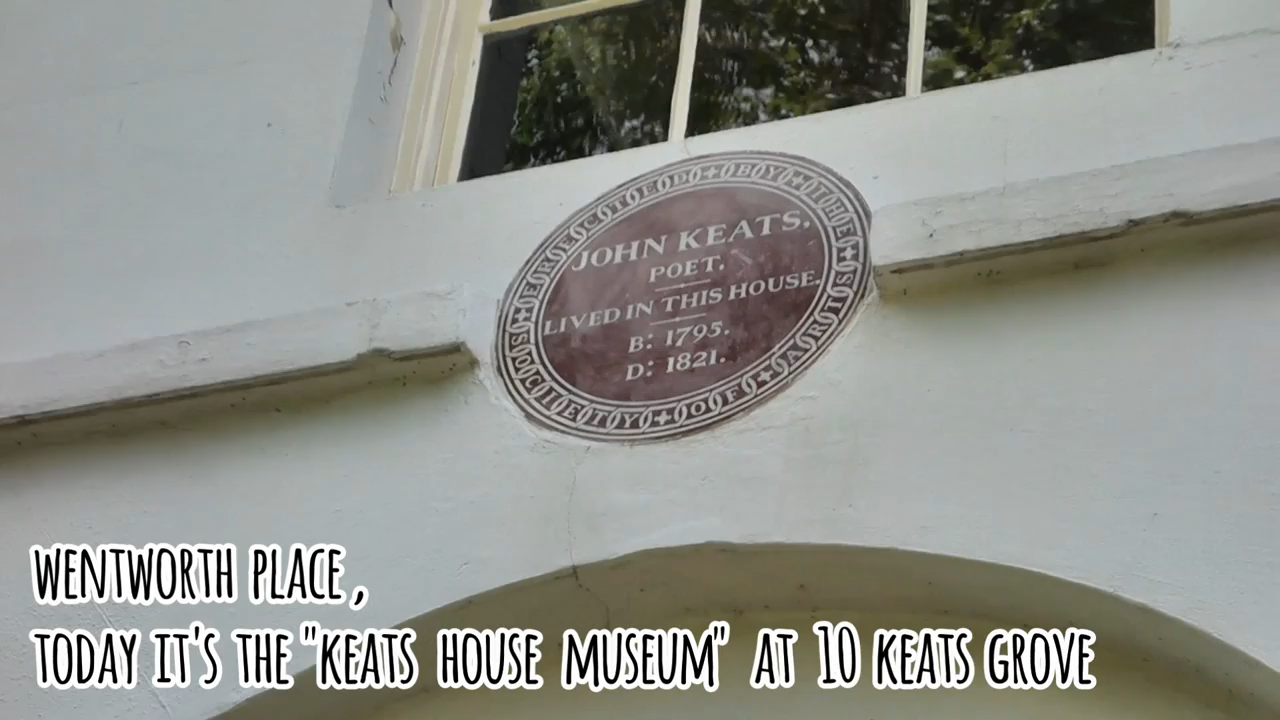 ERECTED BY THE
SOCIETY OF ARTS
JOHN KEATS,
POET.
LIVED IN THIS HOUSE.
B: 1795.
D: 1821.
WENTWORTH PLACE,
TODAY IT'S THE "KEATS HOUSE MUSEUM" AT 10 KEATS GROVE